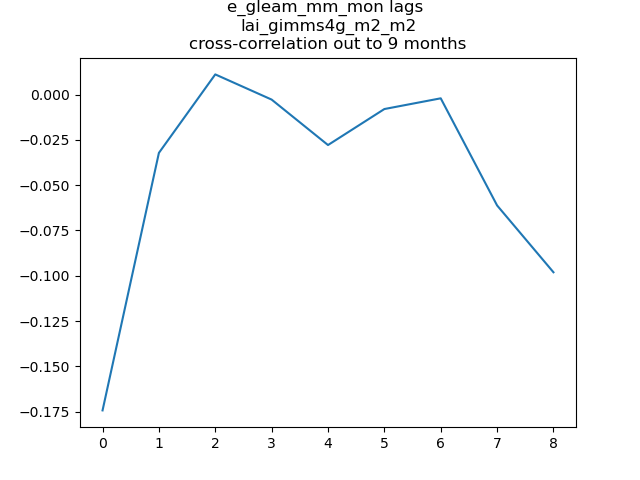 e_gleam_mm_mon lags
lai_gimms4g_m2_m2
cross-correlation out to 9 months
0.000
−0.025
−0.050
−0.075
−0.100
−0.125
−0.150
−0.175
0 1 2 3 4 5 6 7 8